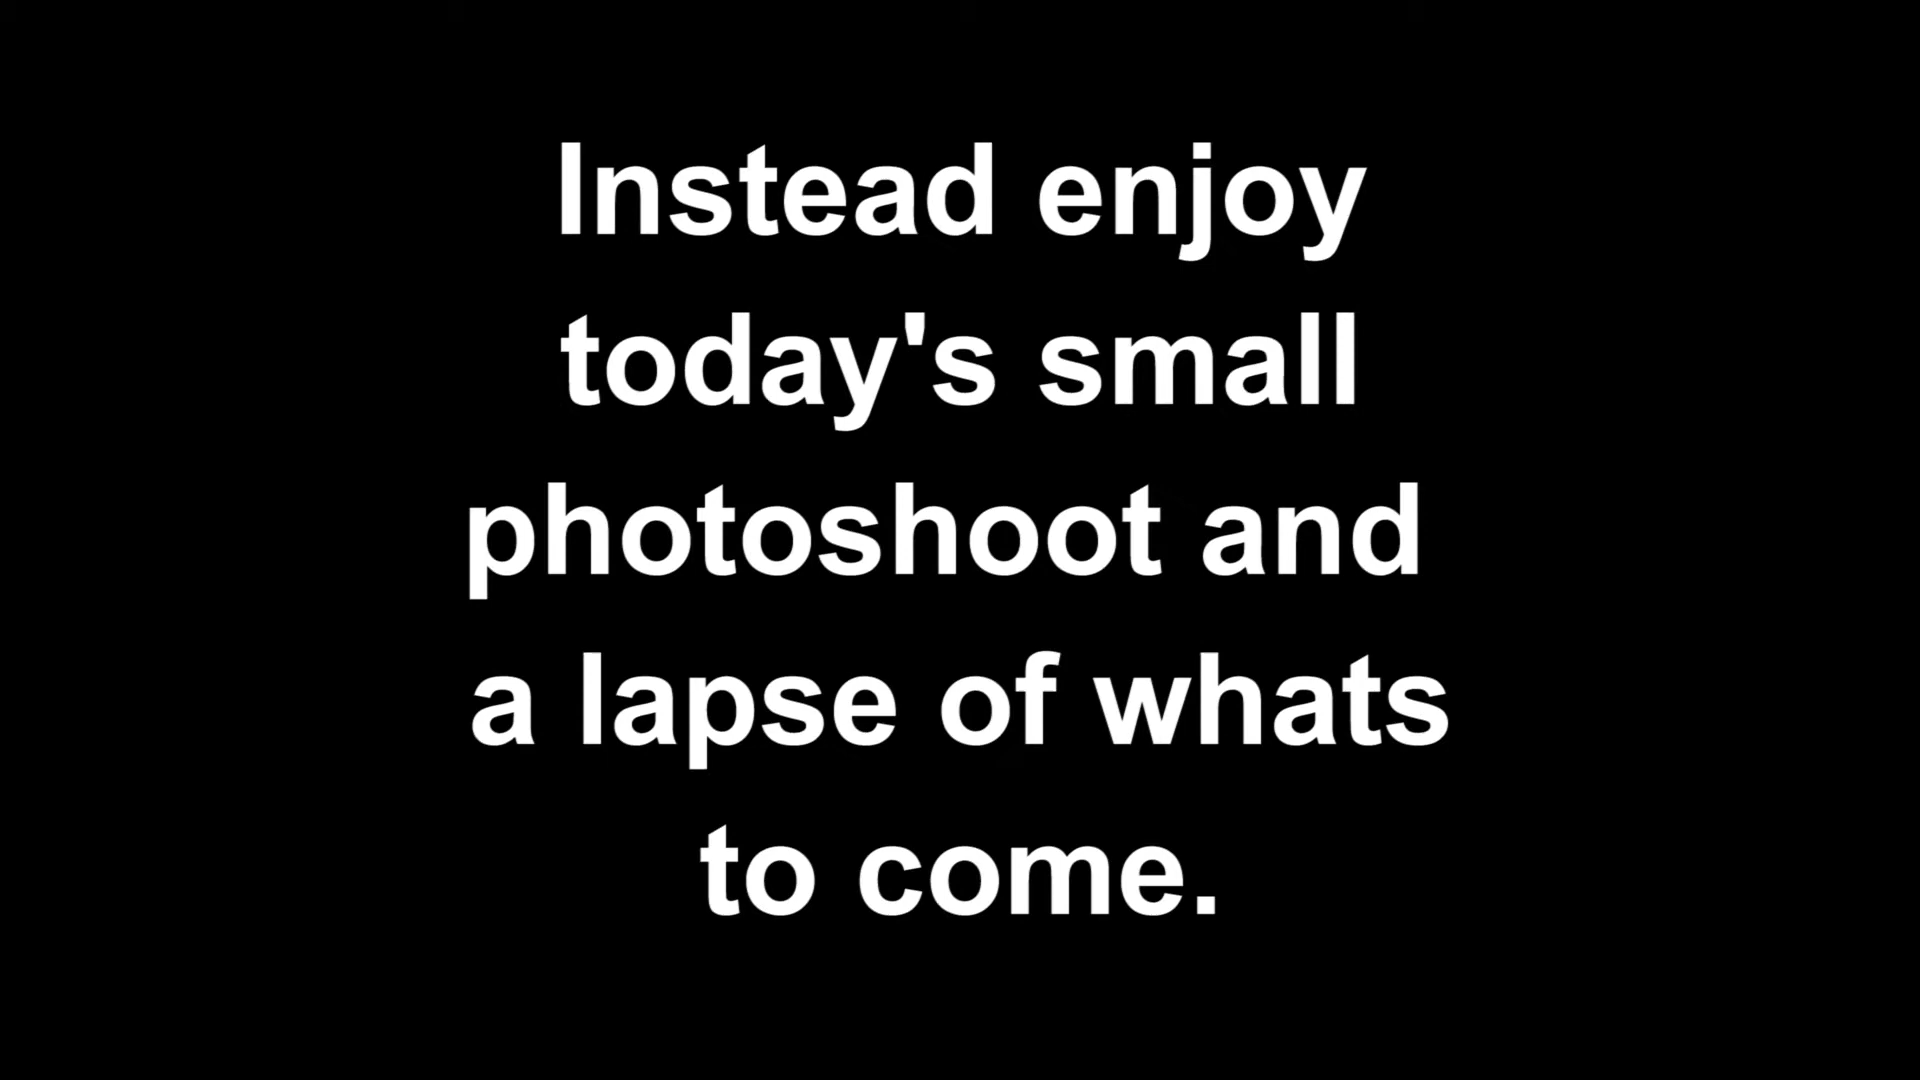 Instead enjoy
today's small
photoshoot and
a lapse of whats
to come.